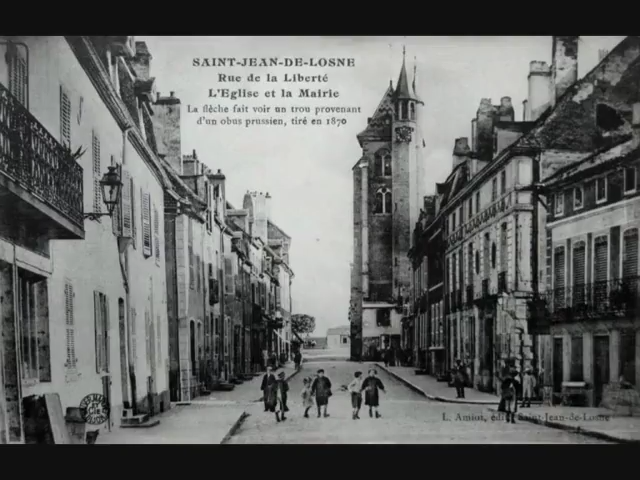 SAINT-JEAN-DE-LOSNE
Rue de la Liberté
L'Eglise et la Mairie
La flêche fait voir un trou provenant
d'un obus prussien, tiré en 1870
L. Amiot, édit Saint-Jean-de-Losne